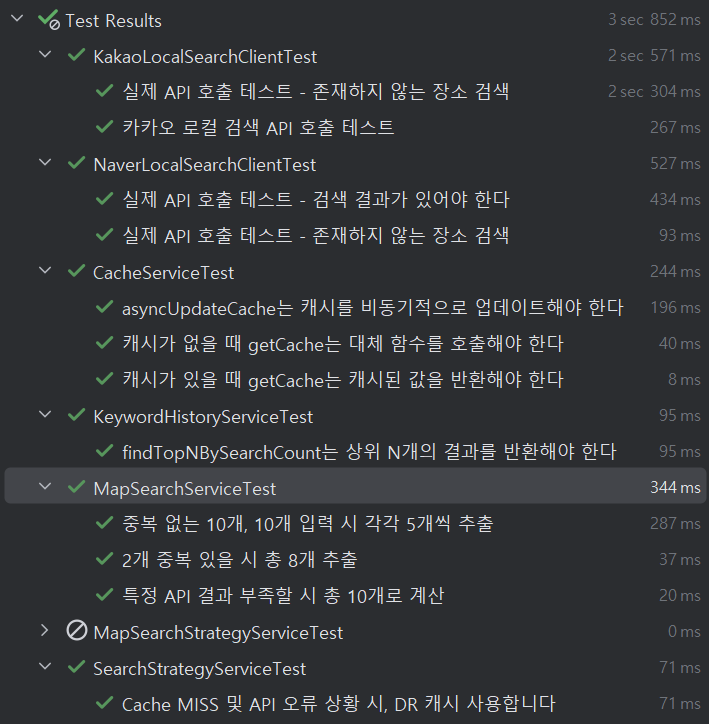 Test Results 3 sec 852 ms
KakaoLocalSearchClientTest 2 sec 571 ms
실제 API 호출 테스트 - 존재하지 않는 장소 검색 2 sec 304 ms
카카오 로컬 검색 API 호출 테스트 267 ms
NaverLocalSearchClientTest 527 ms
실제 API 호출 테스트 - 검색 결과가 있어야 한다 434 ms
실제 API 호출 테스트 - 존재하지 않는 장소 검색 93 ms
CacheServiceTest 244 ms
asyncUpdateCache는 캐시를 비동기적으로 업데이트해야 한다 196 ms
캐시가 없을 때 getCache는 대체 함수를 호출해야 한다 40 ms
캐시가 있을 때 getCache는 캐시된 값을 반환해야 한다 8 ms
KeywordHistoryServiceTest 95 ms
findTopNBySearchCount는 상위 N개의 결과를 반환해야 한다 95 ms
MapSearchServiceTest 344 ms
중복 없는 10개, 10개 입력 시 각각 5개씩 추출 287 ms
2개 중복 있을 시 총 8개 추출 37 ms
특정 API 결과 부족할 시 총 10개로 계산 20 ms
MapSearchStrategyServiceTest 0 ms
SearchStrategyServiceTest 71 ms
Cache MISS 및 API 오류 상황 시, DR 캐시 사용합니다 71 ms